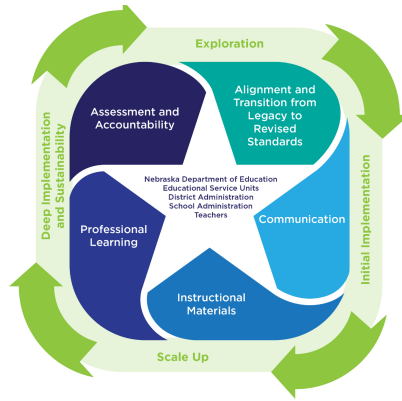 Exploration
Assessment and
Accountability
Alignment and
Transition from
Legacy to
Revised
Standards
Deep Implementation
and Sustainability
Nebraska Department of Education
Educational Service Units
District Administration
School Administration
Teachers
Professional
Learning
Communication
Initial Implementation
Instructional
Materials
Scale Up